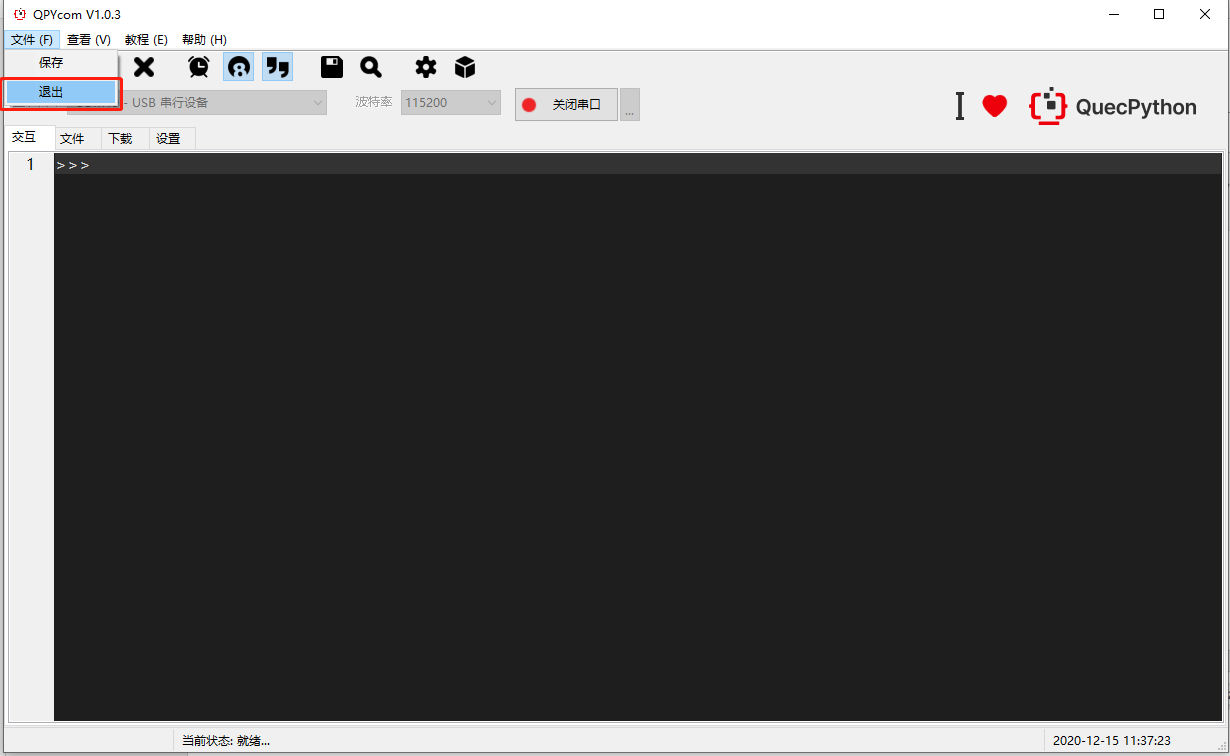 QPYcom V1.0.3
文件 (F) 查看 (V) 教程 (E) 帮助 (H)
保存
退出
- USB 串行设备 波特率 115200 关闭串口 ...
I QuecPython
交互 文件 下载 设置
1 >>>
当前状态: 就绪... 2020-12-15 11:37:23